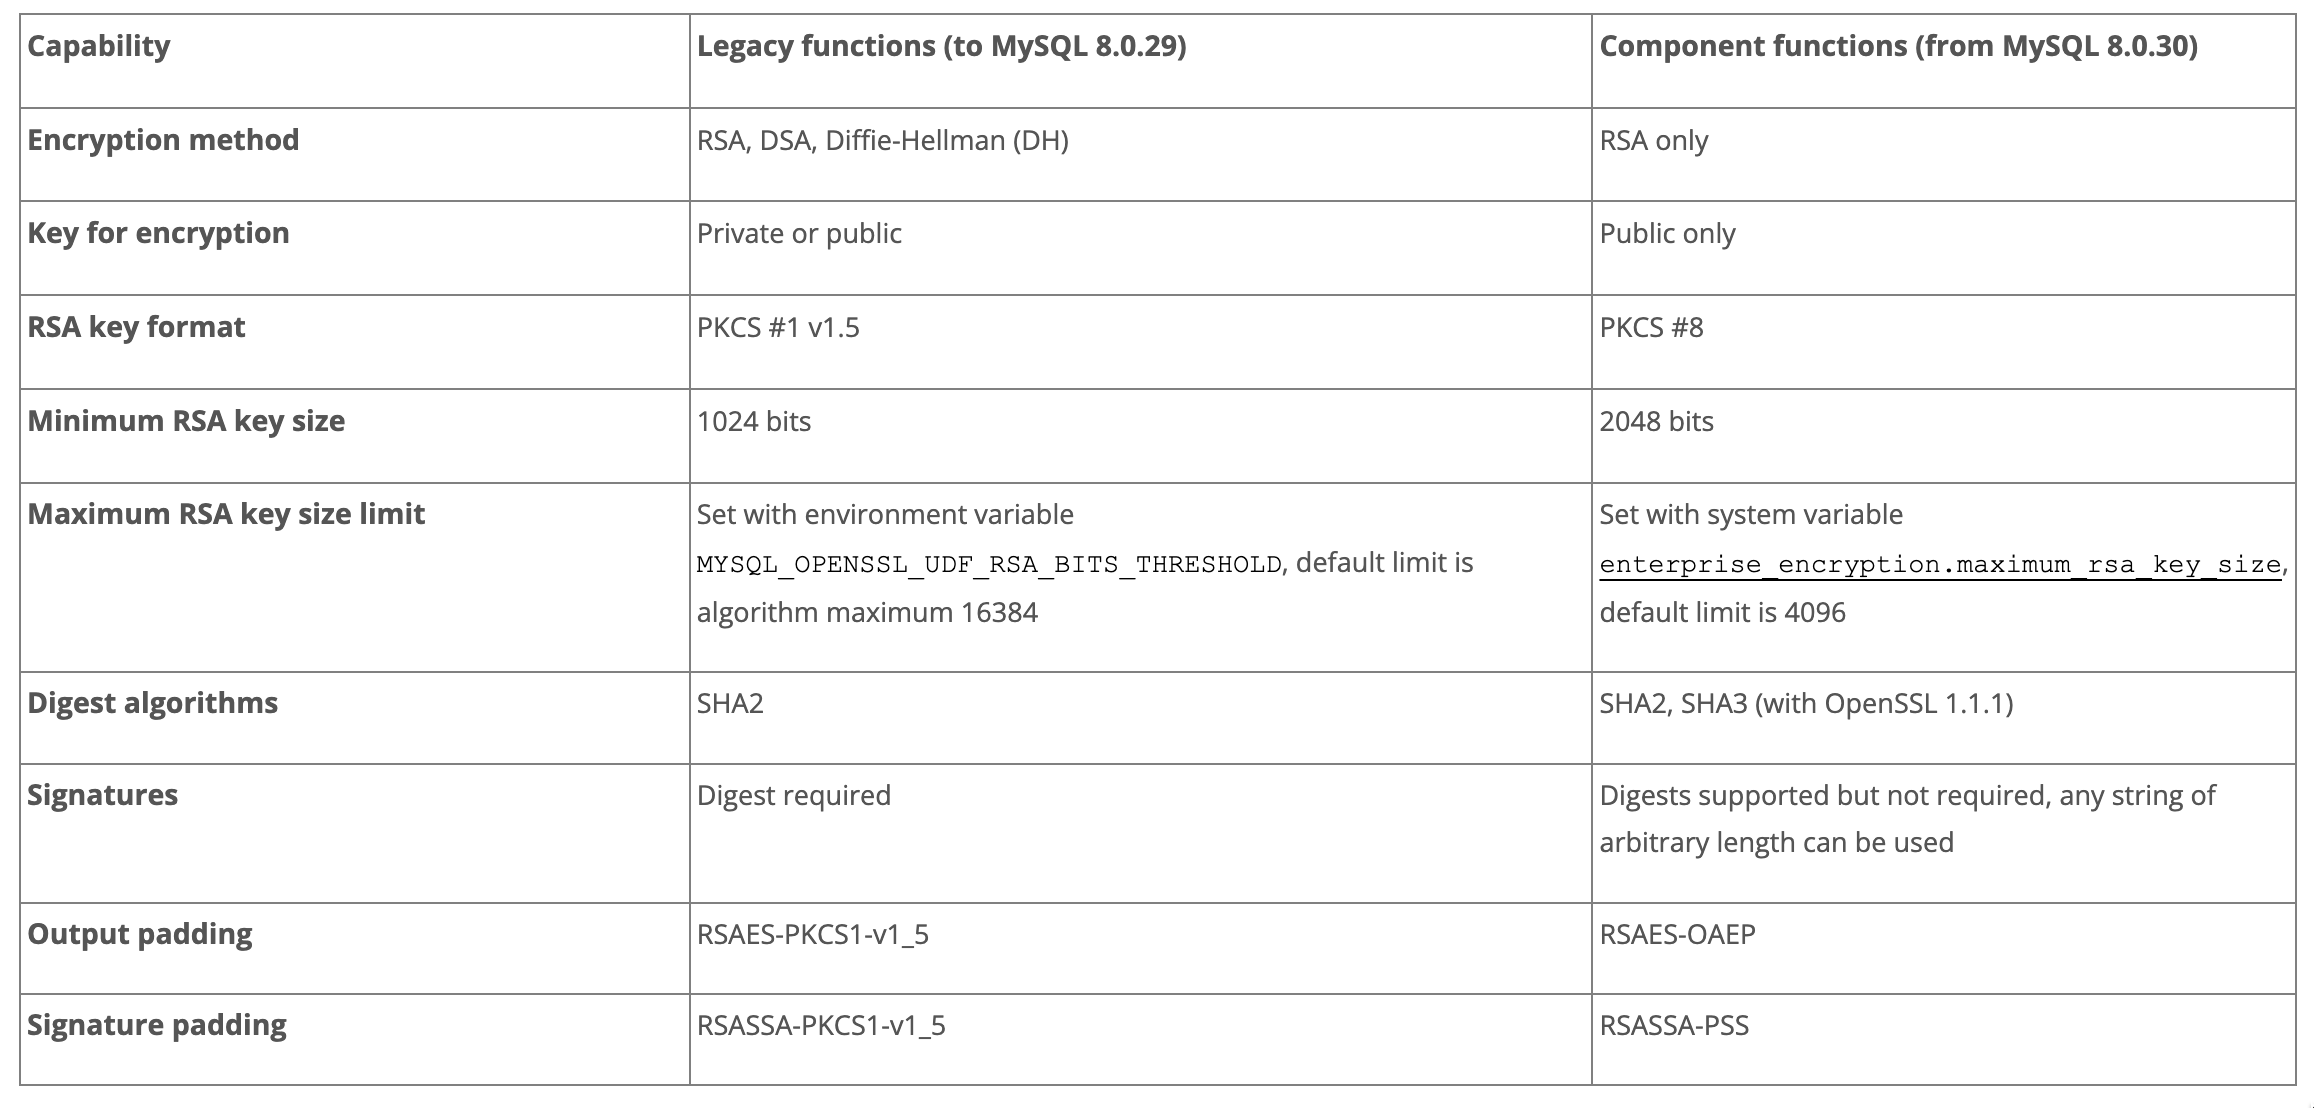 Capability
Legacy functions (to MySQL 8.0.29)
Component functions (from MySQL 8.0.30)
Encryption method
RSA, DSA, Diffie-Hellman (DH)
RSA only
Key for encryption
Private or public
Public only
RSA key format
PKCS #1 v1.5
PKCS #8
Minimum RSA key size
1024 bits
2048 bits
Maximum RSA key size limit
Set with environment variable
MYSQL_OPENSSL_UDF_RSA_BITS_THRESHOLD, default limit is
algorithm maximum 16384
Set with system variable
enterprise_encryption.maximum_rsa_key_size,
default limit is 4096
Digest algorithms
SHA2
SHA2, SHA3 (with OpenSSL 1.1.1)
Signatures
Digest required
Digests supported but not required, any string of
arbitrary length can be used
Output padding
RSAES-PKCS1-v1_5
RSAES-OAEP
Signature padding
RSASSA-PKCS1-v1_5
RSASSA-PSS